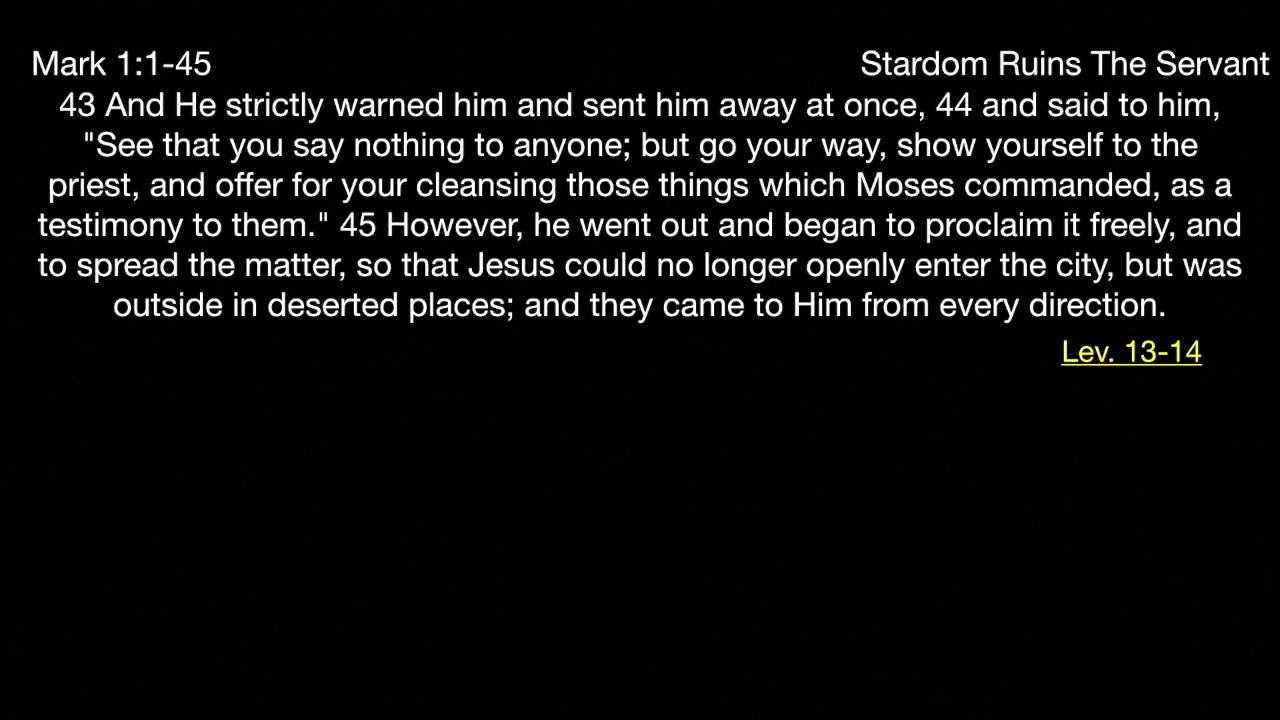 Mark 1:1-45
Stardom Ruins The Servant
43 And He strictly warned him and sent him away at once, 44 and said to him,
"See that you say nothing to anyone; but go your way, show yourself to the
priest, and offer for your cleansing those things which Moses commanded, as a
testimony to them." 45 However, he went out and began to proclaim it freely, and
to spread the matter, so that Jesus could no longer openly enter the city, but was
outside in deserted places; and they came to Him from every direction.
Lev. 13-14